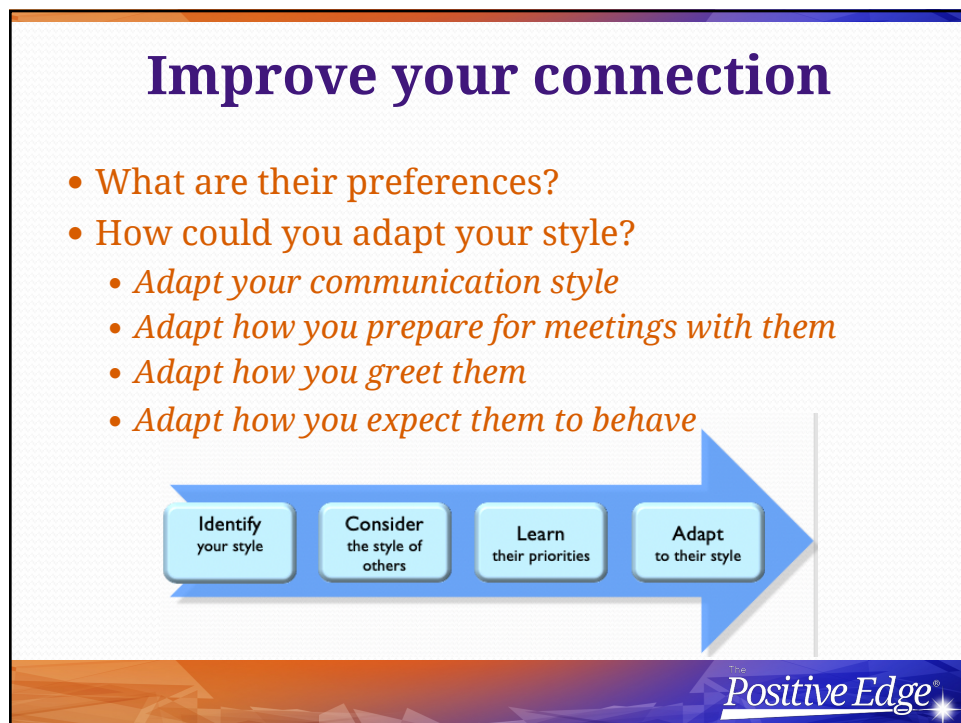 Improve your connection
• What are their preferences?
• How could you adapt your style?
• Adapt your communication style
• Adapt how you prepare for meetings with them
• Adapt how you greet them
• Adapt how you expect them to behave
Identify
your style
Consider
the style of
others
Learn
their priorities
Adapt
to their style
The
Positive Edge®